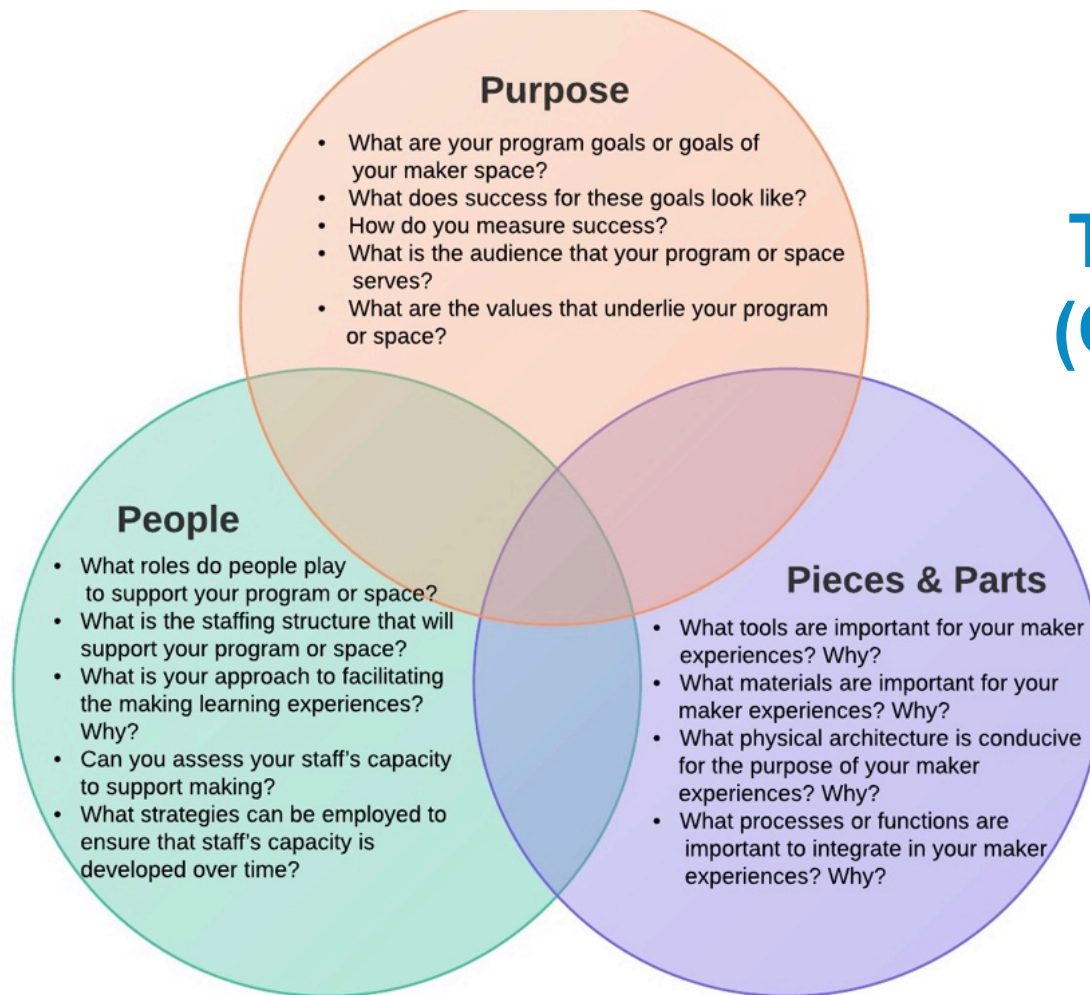 Purpose
• What are your program goals or goals of
your maker space?
• What does success for these goals look like?
• How do you measure success?
• What is the audience that your program or space
serves?
• What are the values that underlie your program
or space?
T
(
People
• What roles do people play
to support your program or space?
• What is the staffing structure that will
support your program or space?
• What is your approach to facilitating
the making learning experiences?
Why?
• Can you assess your staff's capacity
to support making?
• What strategies can be employed to
ensure that staff's capacity is
developed over time?
Pieces & Parts
• What tools are important for your maker
experiences? Why?
• What materials are important for your
maker experiences? Why?
• What physical architecture is conducive
for the purpose of your maker
experiences? Why?
• What processes or functions are
important to integrate in your maker
experiences? Why?